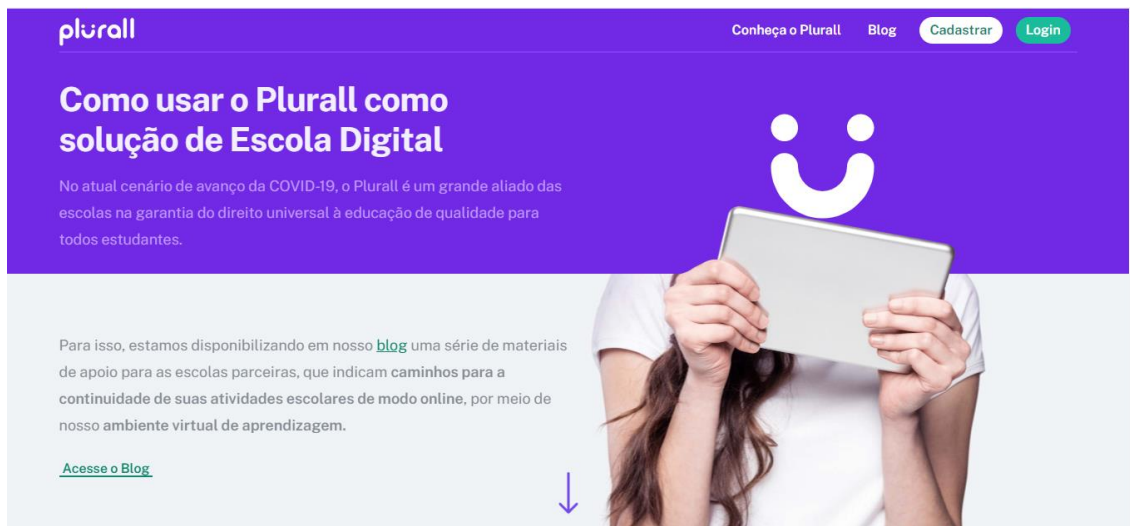 plurall
Conheça o Plurall
Blog
Cadastrar
Login
Como usar o Plurall como
solução de Escola Digital
No atual cenário de avanço da COVID-19, o Plurall é um grande aliado das
escolas na garantia do direito universal à educação de qualidade para
todos estudantes.
Para isso, estamos disponibilizando em nosso blog uma série de materiais
de apoio para as escolas parceiras, que indicam caminhos para a
continuidade de suas atividades escolares de modo online, por meio de
nosso ambiente virtual de aprendizagem.
Acesse o Blog